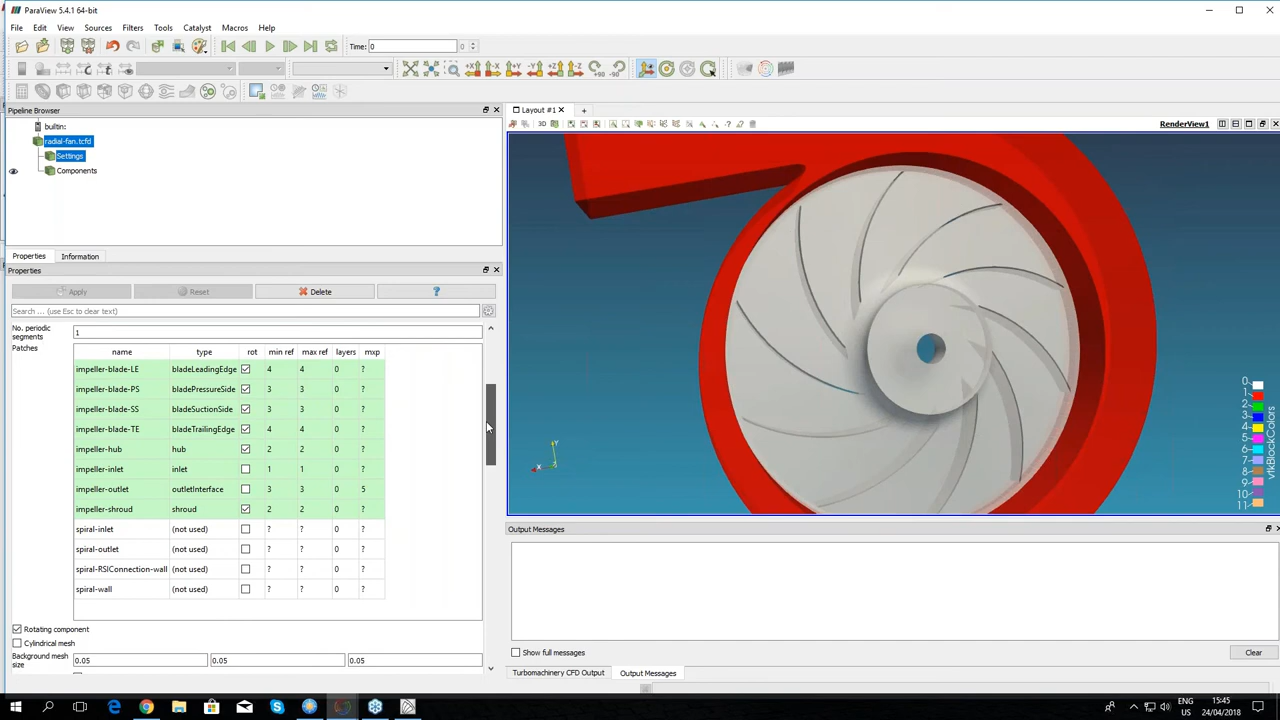 ParaView 5.4.1 64-bit
File Edit View Sources Filters Tools Catalyst Macros Help
Time: 0 0
+X -X +Y -Y +Z -Z +90 -90
Pipeline Browser
builtin:
radial-fan.tcfd
Settings
Components
Properties Information
Properties
Apply Reset Delete ?
Search ... (use Esc to clear text)
No. periodic segments 1
Patches
name type rot min ref max ref layers mxp
impeller-blade-LE bladeLeadingEdge 4 4 0 ?
impeller-blade-PS bladePressureSide 3 3 0 ?
impeller-blade-SS bladeSuctionSide 3 3 0 ?
impeller-blade-TE bladeTrailingEdge 4 4 0 ?
impeller-hub hub 2 2 0 ?
impeller-inlet inlet 1 1 0 ?
impeller-outlet outletInterface 3 3 0 5
impeller-shroud shroud 2 2 0 ?
spiral-inlet (not used) ? ? 0 ?
spiral-outlet (not used) ? ? 0 ?
spiral-RSIConnection-wall (not used) ? ? 0 ?
spiral-wall (not used) ? ? 0 ?
Rotating component
Cylindrical mesh
Background mesh size 0.05 0.05 0.05
Layout #1
3D
RenderView1
Y
X
Z
0
1
2
3
4
5
6
7
8
9
10
11
vtkBlockColors
Output Messages
Show full messages
Clear
Turbomachinery CFD Output Output Messages
ENG
US
15:45
24/04/2018